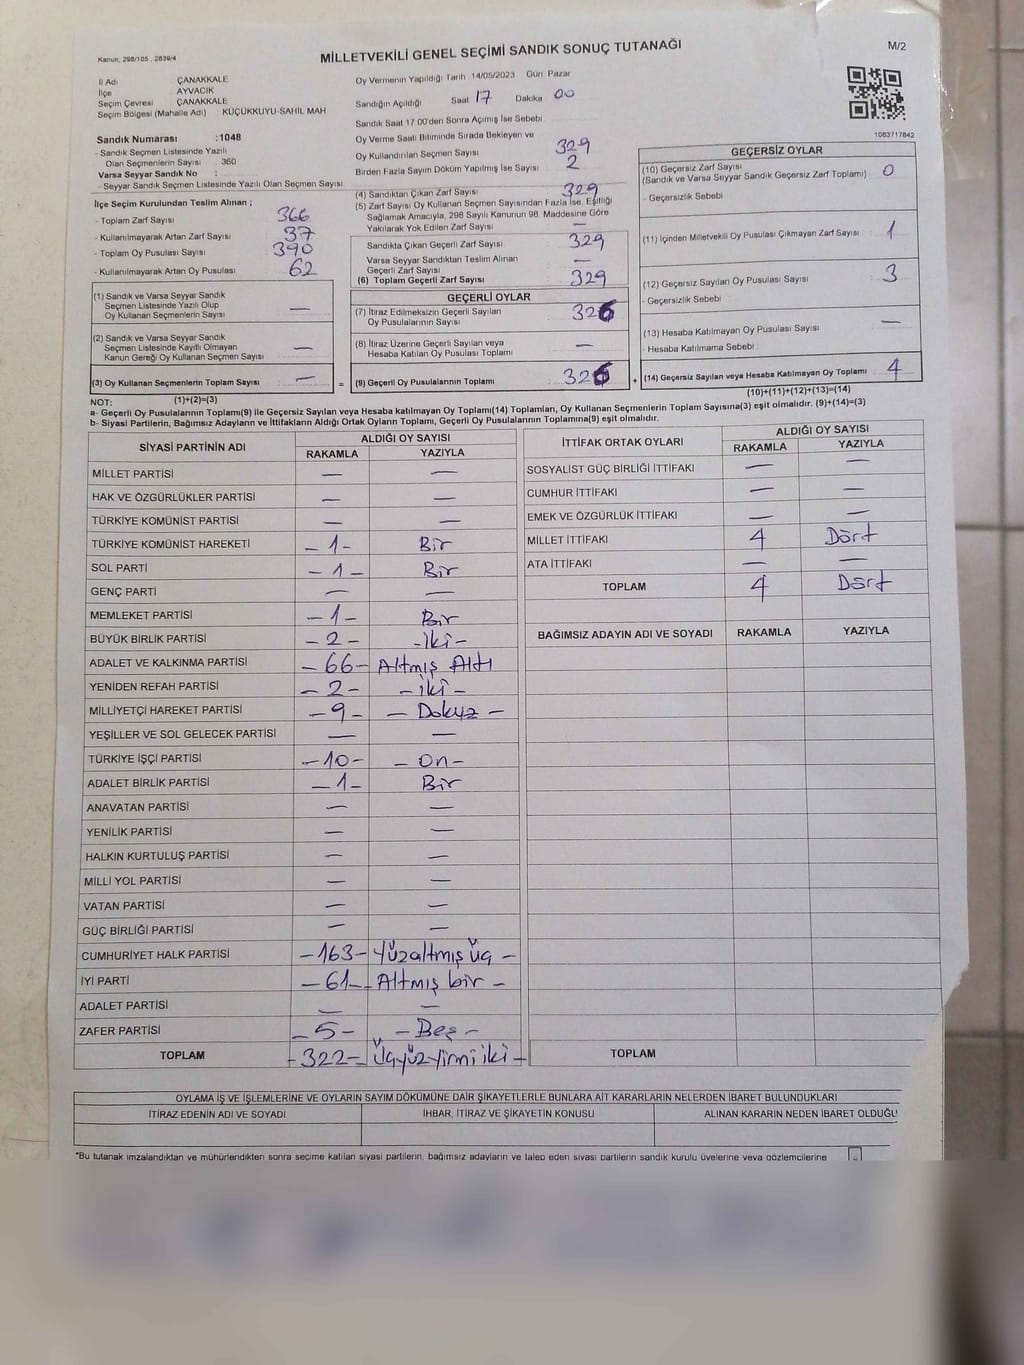 Kanun, 298/105 , 2839/4
MİLLETVEKİLİ GENEL SEÇİMİ SANDIK SONUÇ TUTANAĞI
M/2
İl Adı ÇANAKKALE
İlçe AYVACIK
Seçim Çevresi ÇANAKKALE
Seçim Bölgesi (Mahalle Adı) KÜÇÜKKUYU-SAHİL MAH
Sandık Numarası : 1048
- Sandık Seçmen Listesinde Yazılı
Olan Seçmenlerin Sayısı : 360
Varsa Seyyar Sandık No :
- Seyyar Sandık Seçmen Listesinde Yazılı Olan Seçmen Sayısı
İlçe Seçim Kurulundan Teslim Alınan ;
- Toplam Zarf Sayısı 366
- Kullanılmayarak Artan Zarf Sayısı 37
- Toplam Oy Pusulası 390
- Kullanılmayarak Artan Oy Pusulası 62
(1) Sandık ve Varsa Seyyar Sandık
Seçmen Listesinde Yazılı Olup
Oy Kullanan Seçmenlerin Sayısı —
(2) Sandık ve Varsa Seyyar Sandık
Seçmen Listesinde Kayıtlı Olmayan
Kanun Gereği Oy Kullanan Seçmen Sayısı —
(3) Oy Kullanan Seçmenlerin Toplam Sayısı — =
(1)+(2)=(3)
Oy Vermenin Yapıldığı Tarih 14/05/2023 Gün Pazar
Sandığın Açıldığı Saat 17 Dakika 00
Sandık Saat 17 00'den Sonra Açımış İse Sebebi
Oy Verme Saati Bitiminde Sırada Bekleyen ve
Oy Kullandırılan Seçmen Sayısı 329
Birden Fazla Sayım Döküm Yapılmış İse Sayısı 2
(4) Sandıktan Çıkan Zarf Sayısı 329
(5) Zarf Sayısı Oy Kullanan Seçmen Sayısından Fazla İse, Eşitliği
Sağlamak Amacıyla, 298 Sayılı Kanunun 98 Maddesine Göre
Yakılarak Yok Edilen Zarf Sayısı —
Sandıkta Çıkan Geçerli Zarf Sayısı 329
Varsa Seyyar Sandıktan Teslim Alınan
Geçerli Zarf Sayısı —
(6) Toplam Geçerli Zarf Sayısı 329
GEÇERLİ OYLAR
(7) İtiraz Edilmeksizin Geçerli Sayılan
Oy Pusulalarının Sayısı 326
(8) İtiraz Üzerine Geçerli Sayılan veya
Hesaba Katılan Oy Pusulası Toplamı —
(9) Geçerli Oy Pusulalarının Toplamı 326 +
1083717842
GEÇERSİZ OYLAR
(10) Geçersiz Zarf Sayısı
(Sandık ve Varsa Seyyar Sandık Geçersiz Zarf Toplamı) 0
- Geçersizlik Sebebi
(11) İçinden Milletvekili Oy Pusulası Çıkmayan Zarf Sayısı 1
(12) Geçersiz Sayılan Oy Pusulası Sayısı 3
- Geçersizlik Sebebi
(13) Hesaba Katılmayan Oy Pusulası Sayısı —
- Hesaba Katılmama Sebebi
(14) Geçersiz Sayılan veya Hesaba Katılmayan Oy Toplamı : 4
(10)+(11)+(12)+(13)=(14)
NOT:
a- Geçerli Oy Pusulalarının Toplamı(9) ile Geçersiz Sayılan veya Hesaba katılmayan Oy Toplamı(14) Toplamları, Oy Kullanan Seçmenlerin Toplam Sayısına(3) eşit olmalıdır. (9)+(14)=(3)
b- Siyasi Partilerin, Bağımsız Adayların ve İttifakların Aldığı Ortak Oyların Toplamı, Geçerli Oy Pusulalarının Toplamına(9) eşit olmalıdır.
SİYASİ PARTİNİN ADI ALDIĞI OY SAYISI
RAKAMLA YAZIYLA
MİLLET PARTİSİ — —
HAK VE ÖZGÜRLÜKLER PARTİSİ — —
TÜRKİYE KOMÜNİST PARTİSİ — —
TÜRKİYE KOMÜNİST HAREKETİ -1- Bir
SOL PARTİ -1- Bir
GENÇ PARTİ — —
MEMLEKET PARTİSİ -1- Bir
BÜYÜK BİRLİK PARTİSİ -2- -iki-
ADALET VE KALKINMA PARTİSİ -66- Altmış Altı
YENİDEN REFAH PARTİSİ -2- -iki-
MİLLİYETÇİ HAREKET PARTİSİ -9- -Dokuz-
YEŞİLLER VE SOL GELECEK PARTİSİ — —
TÜRKİYE İŞÇİ PARTİSİ -10- -On-
ADALET BİRLİK PARTİSİ -1- Bir
ANAVATAN PARTİSİ — —
YENİLİK PARTİSİ — —
HALKIN KURTULUŞ PARTİSİ — —
MİLLİ YOL PARTİSİ — —
VATAN PARTİSİ — —
GÜÇ BİRLİĞİ PARTİSİ — —
CUMHURİYET HALK PARTİSİ -163- Yüzaltmış üç -
İYİ PARTİ -61- Altmış bir -
ADALET PARTİSİ — —
ZAFER PARTİSİ -5- -Beş-
TOPLAM -322- Üçyüzyirmiiki -
İTTİFAK ORTAK OYLARI ALDIĞI OY SAYISI
RAKAMLA YAZIYLA
SOSYALİST GÜÇ BİRLİĞİ İTTİFAKI — —
CUMHUR İTTİFAKI — —
EMEK VE ÖZGÜRLÜK İTTİFAKI — —
MİLLET İTTİFAKI 4 Dört
ATA İTTİFAKI — —
TOPLAM 4 Dört
BAĞIMSIZ ADAYIN ADI VE SOYADI RAKAMLA YAZIYLA
TOPLAM
OYLAMA İŞ VE İŞLEMLERİNE VE OYLARIN SAYIM DÖKÜMÜNE DAİR ŞİKAYETLERLE BUNLARA AİT KARARLARIN NELERDEN İBARET BULUNDUKLARI
İTİRAZ EDENİN ADI VE SOYADI İHBAR, İTİRAZ VE ŞİKAYETİN KONUSU ALINAN KARARIN NEDEN İBARET OLDUĞU
*Bu tutanak imzalandıktan ve mühürlendikten sonra seçime katılan siyasi partilerin, bağımsız adayların ve talep eden siyasi partilerin sandık kurulu üyelerine veya gözlemcilerine